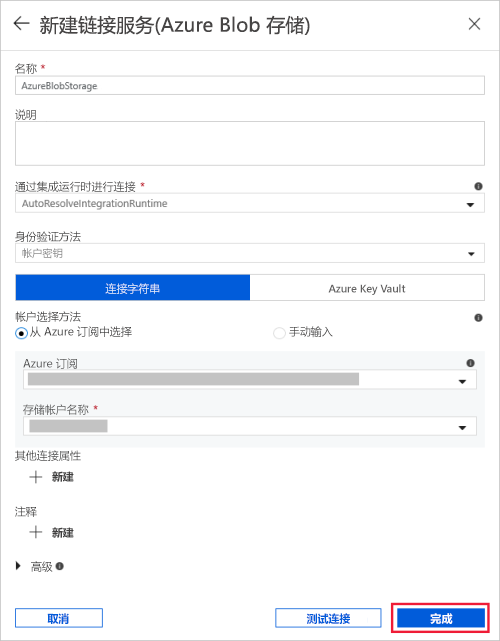 新建链接服务(Azure Blob 存储)
名称 *
AzureBlobStorage
说明
通过集成运行时进行连接 *
AutoResolveIntegrationRuntime
身份验证方法
帐户密钥
连接字符串 Azure Key Vault
帐户选择方法
从 Azure 订阅中选择 手动输入
Azure 订阅
存储帐户名称 *
其他连接属性
+ 新建
注释
+ 新建
高级
取消 测试连接 完成